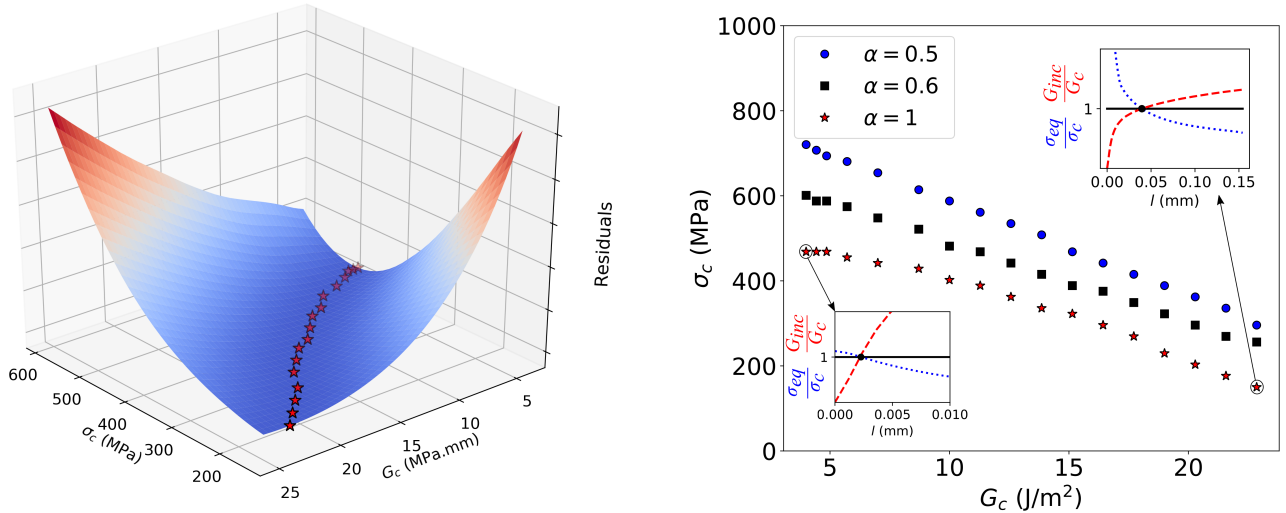 600
500
400
300
200
σc (MPa)
25
20
15
10
5
Gc (MPa.mm)
Residuals
1000
800
600
400
200
0
σc (MPa)
5
10
15
20
Gc (J/m²)
α = 0.5
α = 0.6
α = 1
σeq/σc
Ginc/Gc
1
0.00
0.05
0.10
0.15
l (mm)
σeq/σc
Ginc/Gc
1
0.000
0.005
0.010
l (mm)